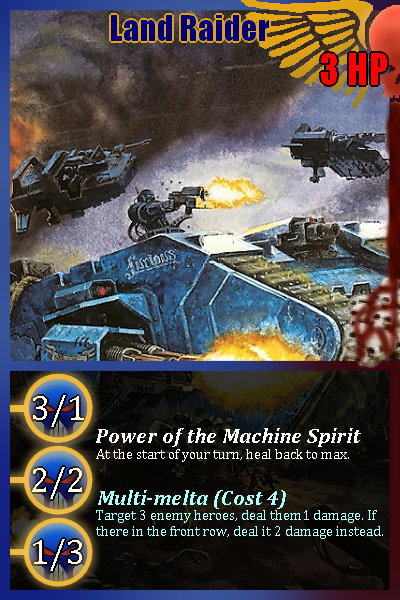 Land Raider
3 HP
Furious
3/1
Power of the Machine Spirit
At the start of your turn, heal back to max.
2/2
Multi-melta (Cost 4)
Target 3 enemy heroes, deal them 1 damage. If
there in the front row, deal it 2 damage instead.
1/3